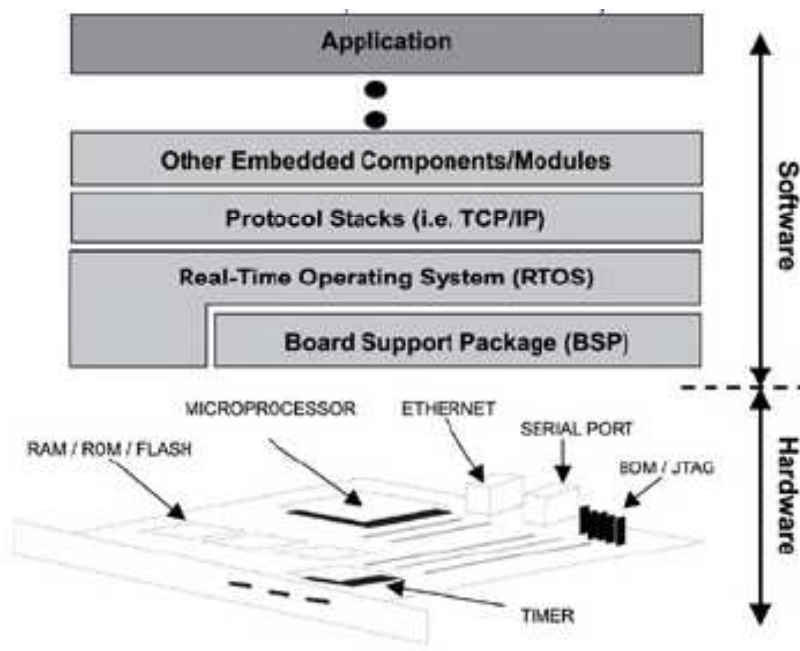 Application
Other Embedded Components/Modules
Protocol Stacks (i.e. TCP/IP)
Real-Time Operating System (RTOS)
Board Support Package (BSP)
Software
Hardware
MICROPROCESSOR
ETHERNET
SERIAL PORT
RAM / ROM / FLASH
BDM / JTAG
TIMER